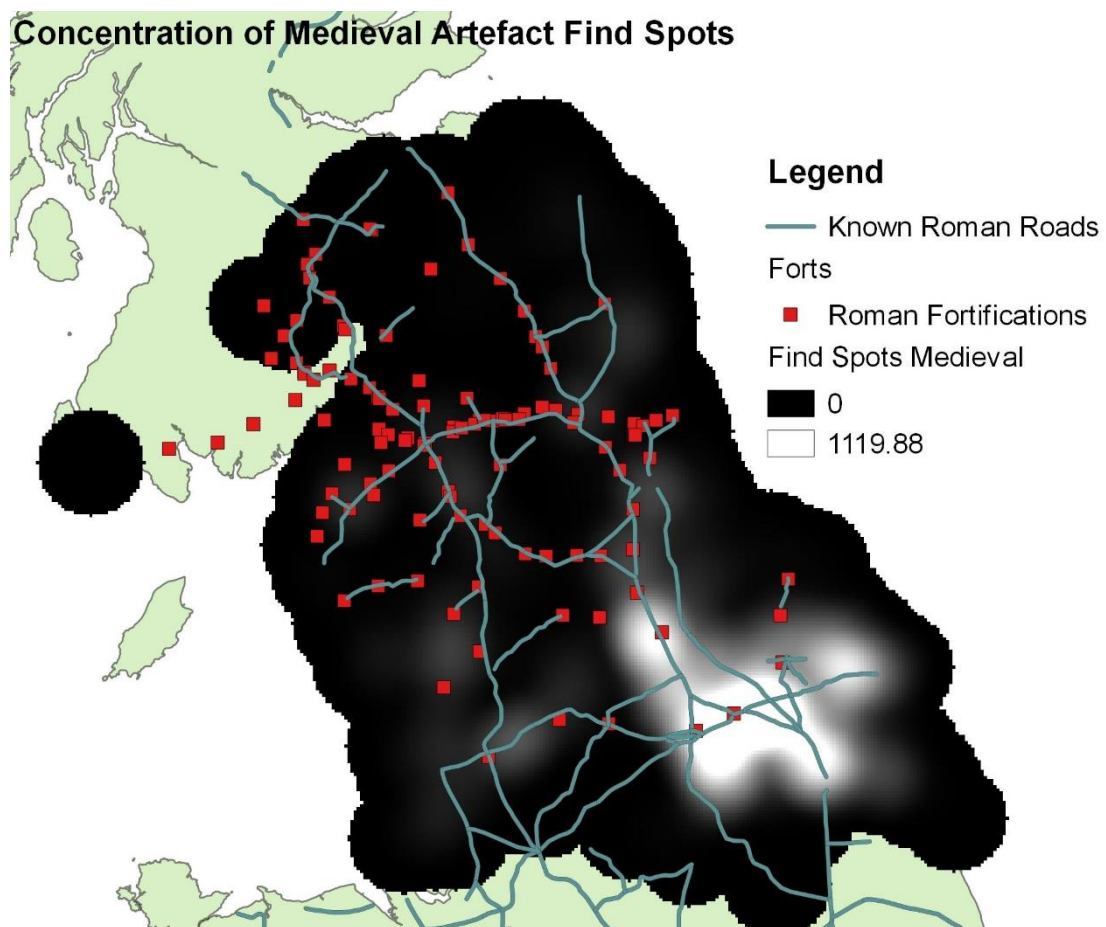 Concentration of Medieval Artefact Find Spots
Legend
Known Roman Roads
Forts
Roman Fortifications
Find Spots Medieval
0
1119.88